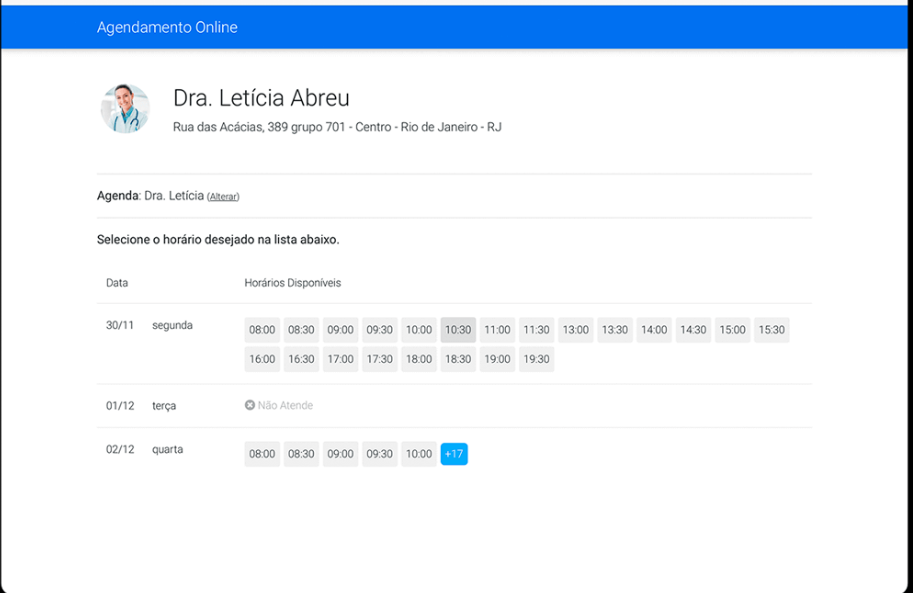 Agendamento Online
Dra. Letícia Abreu
Rua das Acácias, 389 grupo 701 - Centro - Rio de Janeiro - RJ
Agenda: Dra. Letícia (Alterar)
Selecione o horário desejado na lista abaixo.
Data Horários Disponíveis
30/11 segunda 08:00 08:30 09:00 09:30 10:00 10:30 11:00 11:30 13:00 13:30 14:00 14:30 15:00 15:30
16:00 16:30 17:00 17:30 18:00 18:30 19:00 19:30
01/12 terça Não Atende
02/12 quarta 08:00 08:30 09:00 09:30 10:00 +17